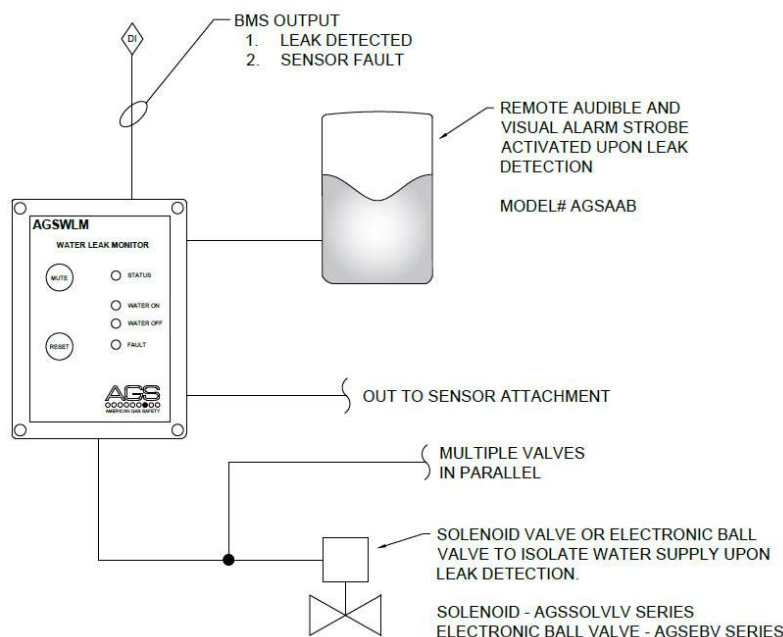 DI
BMS OUTPUT
1. LEAK DETECTED
2. SENSOR FAULT
REMOTE AUDIBLE AND
VISUAL ALARM STROBE
ACTIVATED UPON LEAK
DETECTION
MODEL# AGSAAB
AGSWLM
WATER LEAK MONITOR
MUTE
STATUS
WATER ON
WATER OFF
RESET
FAULT
AGS
AMERICAN GAS SAFETY
OUT TO SENSOR ATTACHMENT
MULTIPLE VALVES
IN PARALLEL
SOLENOID VALVE OR ELECTRONIC BALL
VALVE TO ISOLATE WATER SUPPLY UPON
LEAK DETECTION.
SOLENOID - AGSSOLVLV SERIES
ELECTRONIC BALL VALVE - AGSEBV SERIES